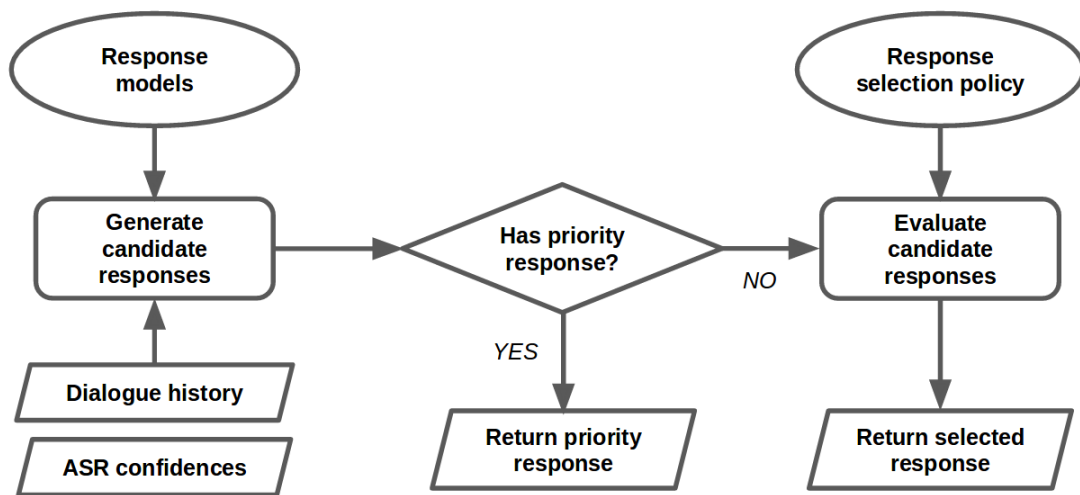 Response
models
Response
selection policy
Generate
candidate
responses
Has priority
response?
NO
Evaluate
candidate
responses
YES
Dialogue history
ASR confidences
Return priority
response
Return selected
response